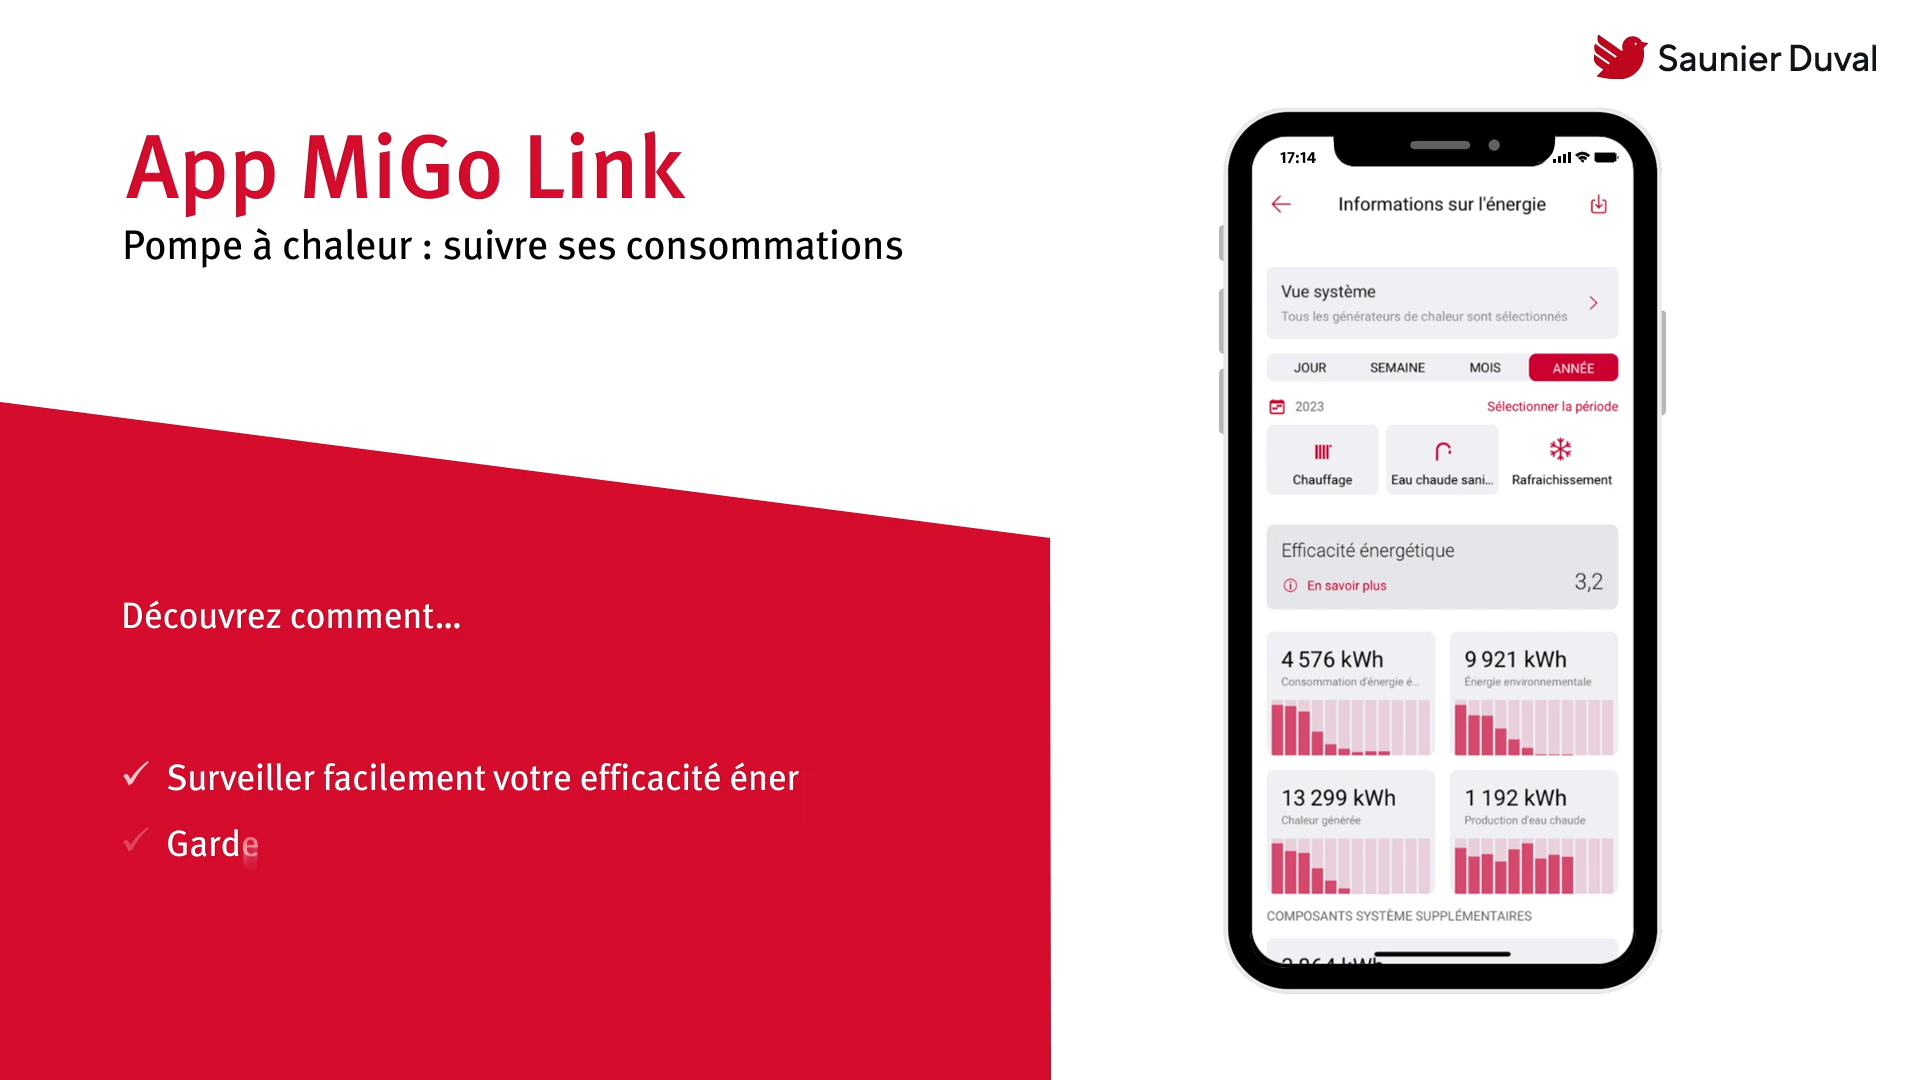 Saunier Duval
App MiGo Link
Pompe à chaleur : suivre ses consommations
Découvrez comment...
Surveiller facilement votre efficacité éner
Garde
17:14
Informations sur l'énergie
Vue système
Tous les générateurs de chaleur sont sélectionnés
JOUR SEMAINE MOIS ANNÉE
2023 Sélectionner la période
Chauffage Eau chaude sani... Rafraichissement
Efficacité énergétique
En savoir plus 3,2
4 576 kWh 9 921 kWh
Consommation d'énergie é... Énergie environnementale
13 299 kWh 1 192 kWh
Chaleur générée Production d'eau chaude
COMPOSANTS SYSTÈME SUPPLÉMENTAIRES